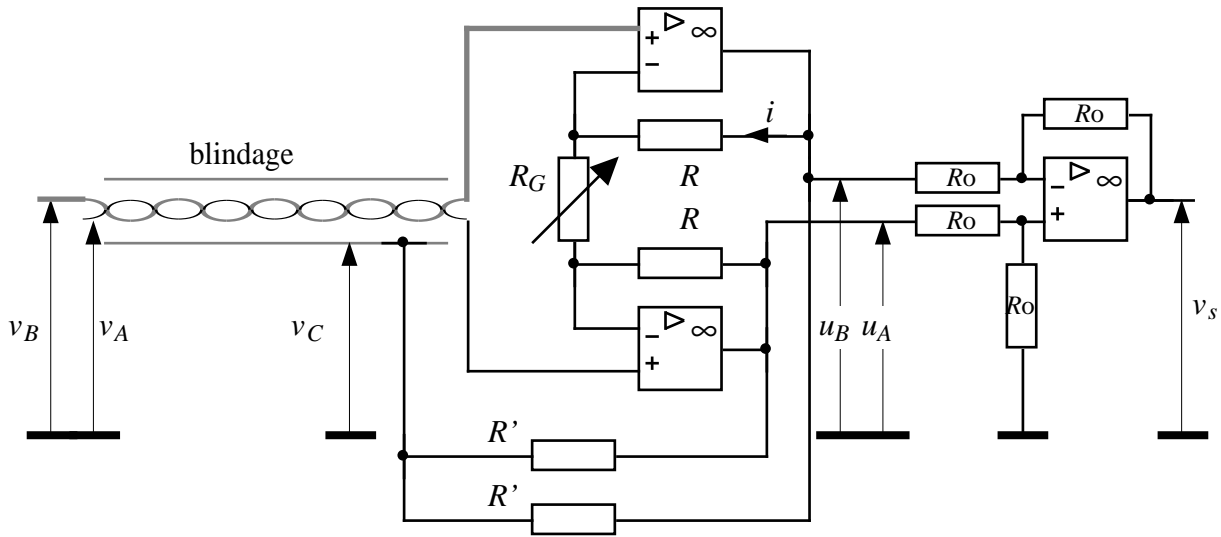 +
▷ ∞
−
i
Ro
blindage
R_G
R
Ro
−
▷ ∞
R
Ro
+
Ro
v_B
v_A
v_C
−
▷ ∞
+
u_B
u_A
v_s
R’
R’